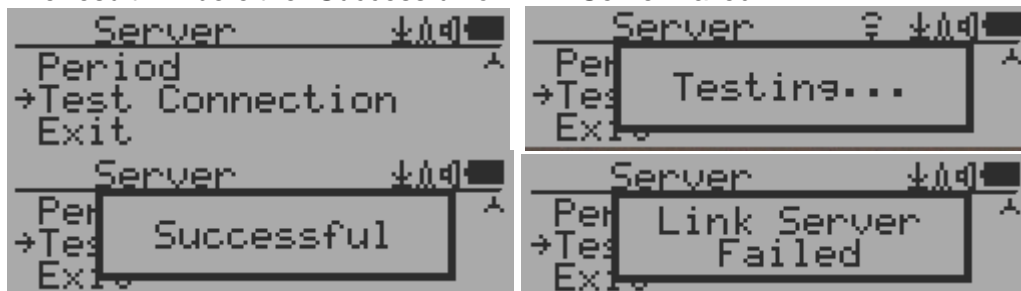 Server
Period
→Test Connection
Exit
Server
Per
Testing...
→Tes
Server
Per
Successful
→Tes
Server
Per
Link Server
Failed
→Tes